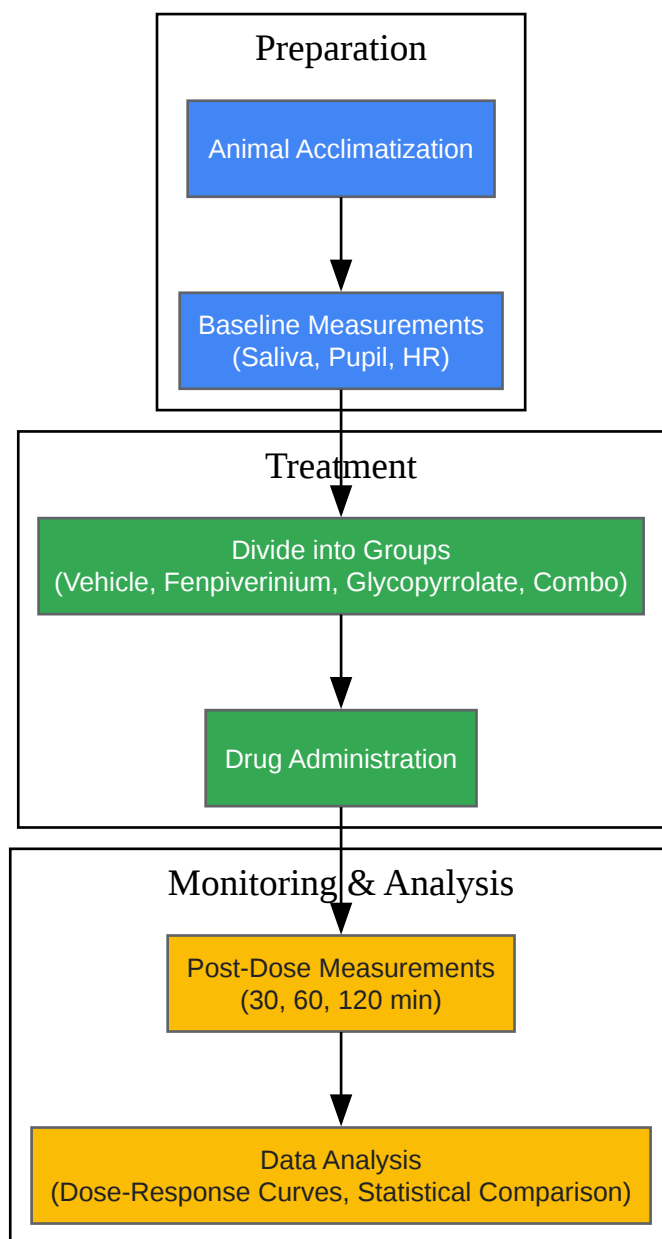 Preparation
Animal Acclimatization
Baseline Measurements
(Saliva, Pupil, HR)
Treatment
Divide into Groups
(Vehicle, Fenpiverinium, Glycopyrrolate, Combo)
Drug Administration
Monitoring & Analysis
Post-Dose Measurements
(30, 60, 120 min)
Data Analysis
(Dose-Response Curves, Statistical Comparison)